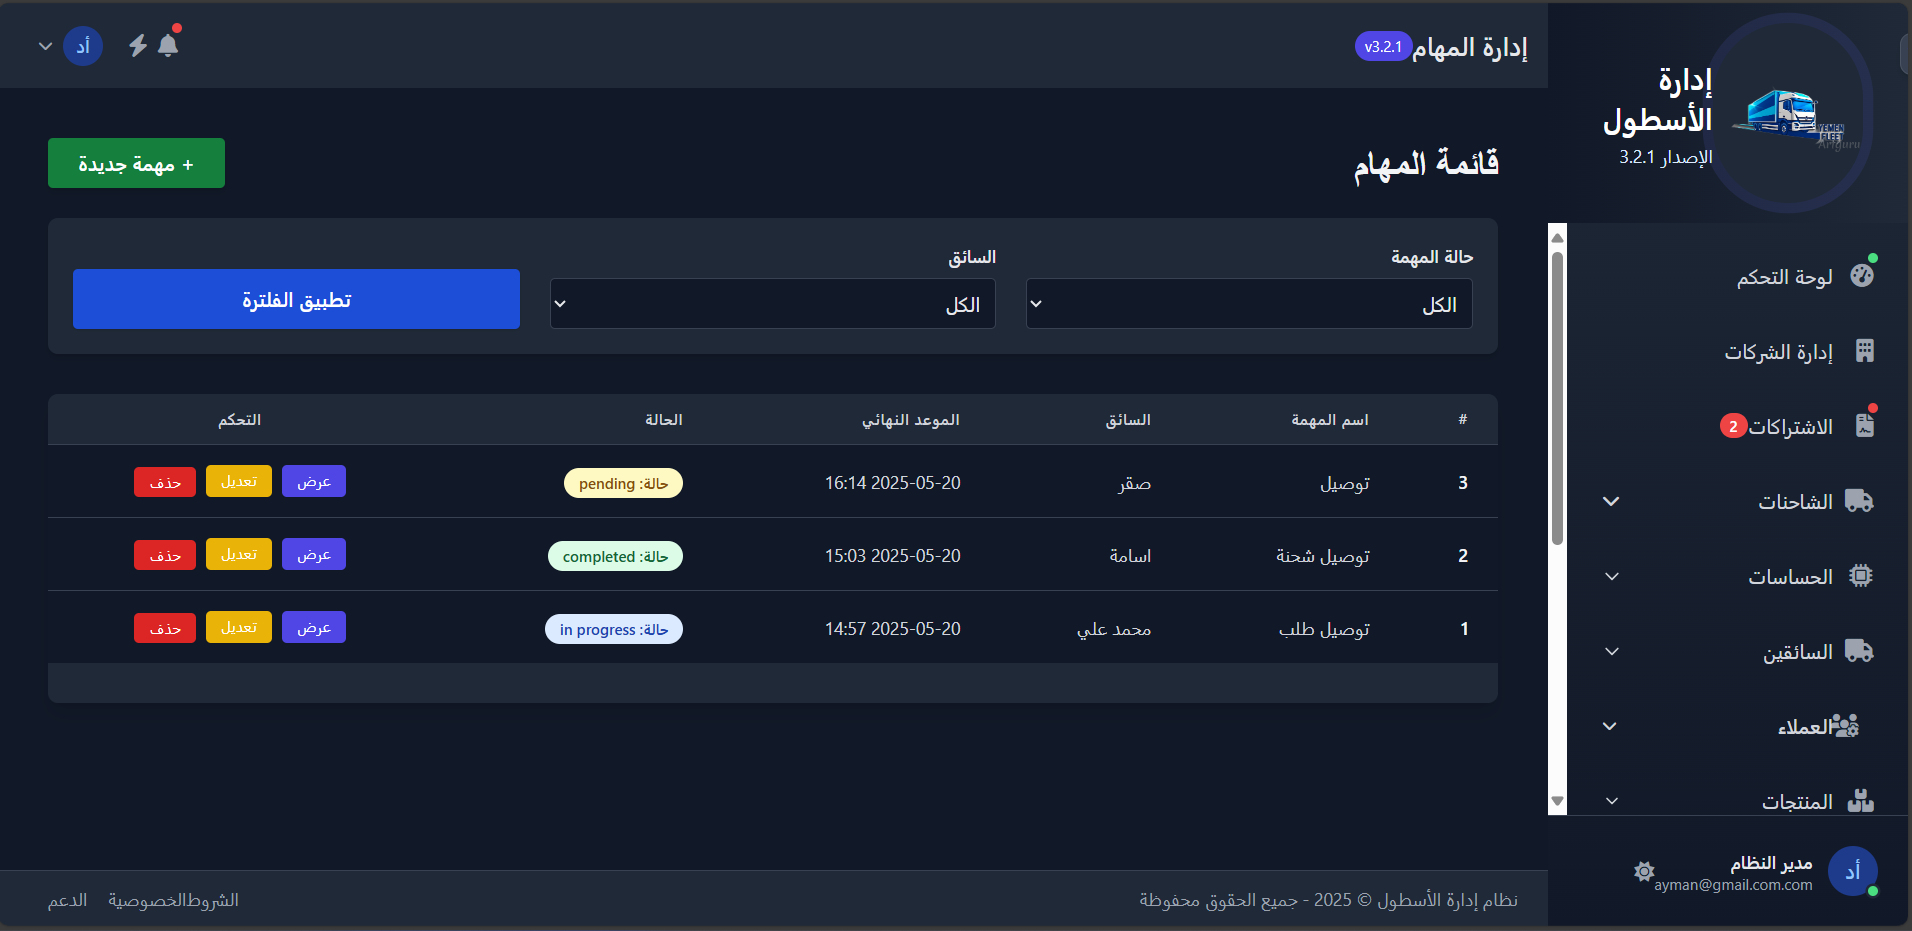 إدارة الأسطول
الإصدار 3.2.1
YEMEN
FLEET
Artguru
لوحة التحكم
إدارة الشركات
الاشتراكات 2
الشاحنات
الحساسات
السائقين
العملاء
المنتجات
أد
مدير النظام
ayman@gmail.com.com
إدارة المهام v3.2.1
أد
قائمة المهام
+ مهمة جديدة
حالة المهمة
الكل
السائق
الكل
تطبيق الفلترة
# اسم المهمة السائق الموعد النهائي الحالة التحكم
3 توصيل صقر 2025-05-20 16:14 حالة: pending عرض تعديل حذف
2 توصيل شحنة اسامة 2025-05-20 15:03 حالة: completed عرض تعديل حذف
1 توصيل طلب محمد علي 2025-05-20 14:57 حالة: in progress عرض تعديل حذف
نظام إدارة الأسطول © 2025 - جميع الحقوق محفوظة
الشروطالخصوصية الدعم